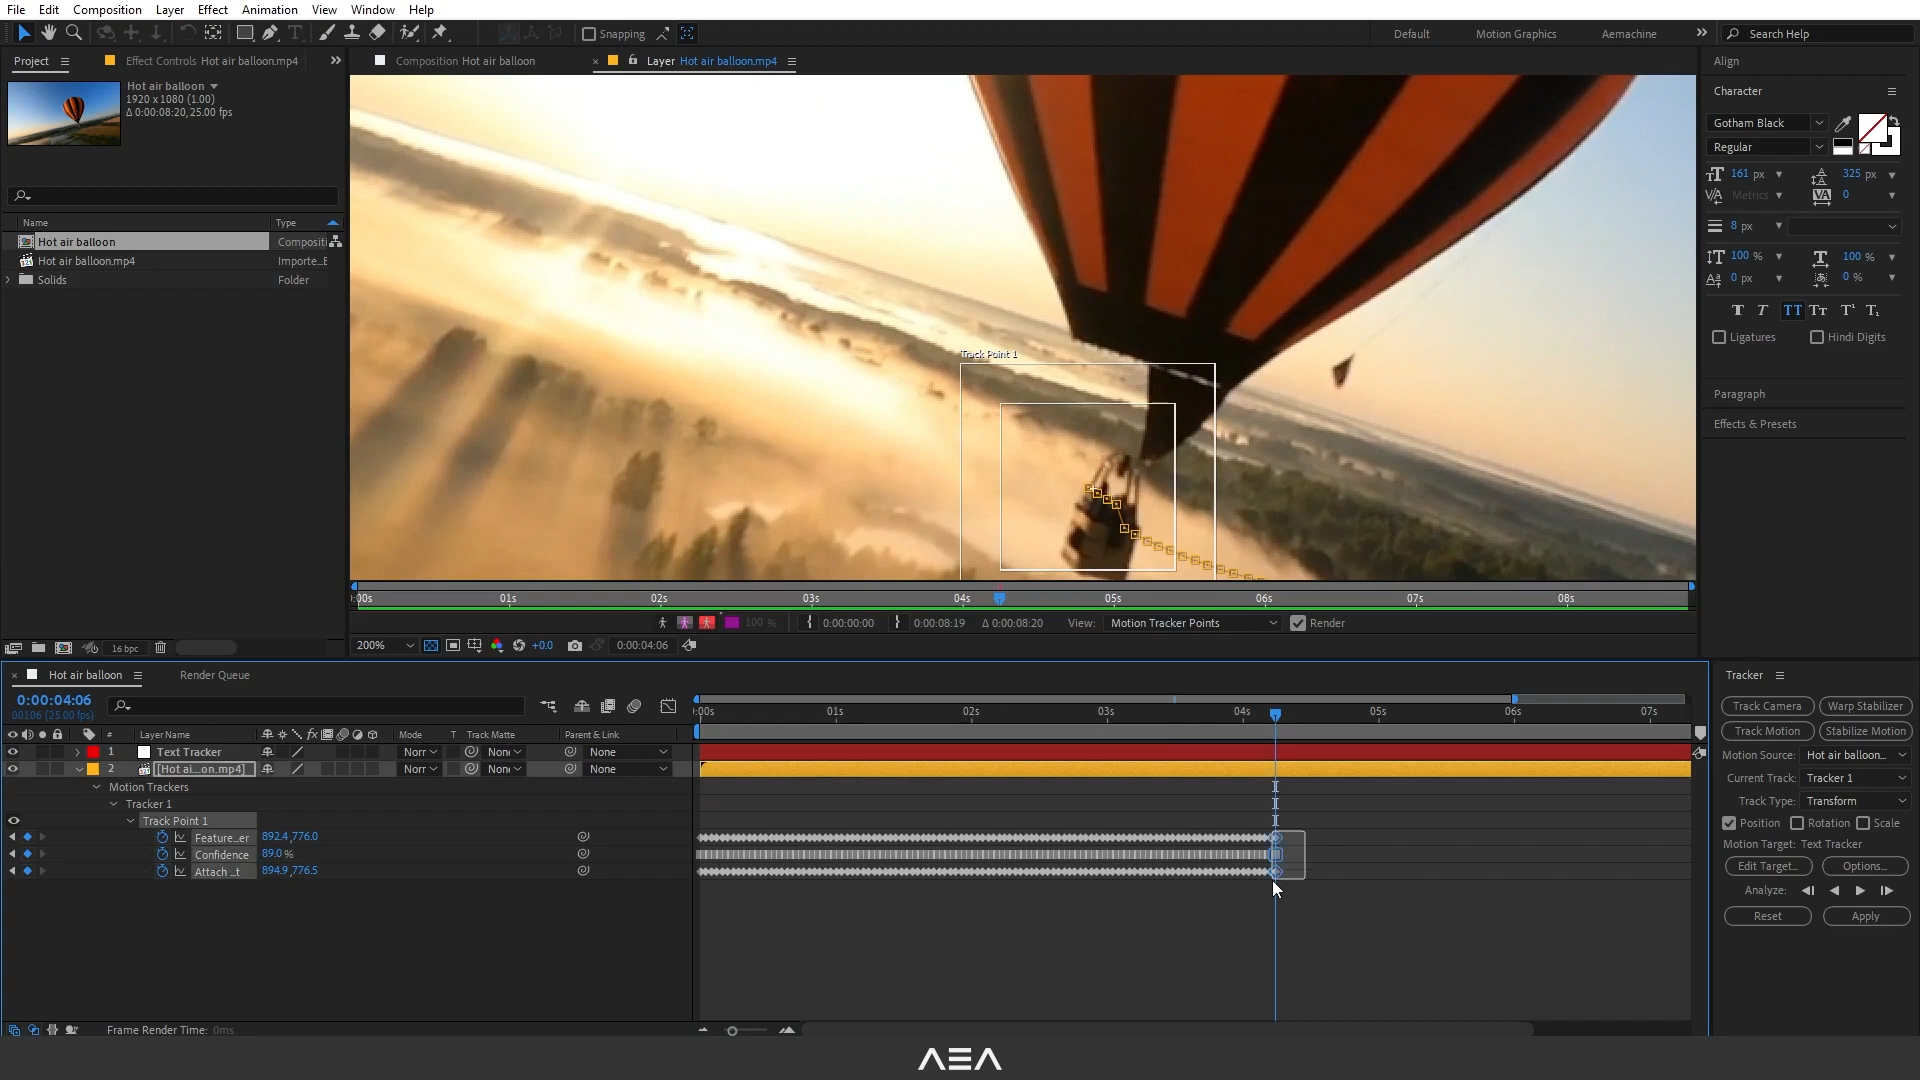 File Edit Composition Layer Effect Animation View Window Help
Snapping
Default Motion Graphics Aemachine Search Help
Project Effect Controls Hot air balloon.mp4
Composition Hot air balloon
Layer Hot air balloon.mp4
Align
Hot air balloon
1920 x 1080 (1.00)
Δ 0:00:08:20, 25.00 fps
Character
Gotham Black
Regular
161 px 325 px
Metrics 0
8 px
100 % 100 %
0 px 0 %
Ligatures Hindi Digits
Paragraph
Effects & Presets
Name Type
Hot air balloon Compositi
Hot air balloon.mp4 Importe...E
Solids Folder
Track Point 1
:00s 01s 02s 03s 04s 05s 06s 07s 08s
100 % 0:00:00:00 0:00:08:19 Δ 0:00:08:20 View: Motion Tracker Points Render
16 bpc 200% +0.0 0:00:04:06
Hot air balloon Render Queue
Tracker
0:00:04:06
00106 (25.00 fps)
:00s 01s 02s 03s 04s 05s 06s 07s
# Layer Name Mode T Track Matte Parent & Link
1 Text Tracker Norr None None
2 [Hot ai...on.mp4] Norr None None
Motion Trackers
Tracker 1
Track Point 1
Feature...er 892.4,776.0
Confidence 89.0 %
Attach ...t 894.9,776.5
Track Camera Warp Stabilizer
Track Motion Stabilize Motion
Motion Source: Hot air balloon...
Current Track: Tracker 1
Track Type: Transform
Position Rotation Scale
Motion Target: Text Tracker
Edit Target... Options...
Analyze:
Reset Apply
Frame Render Time: 0ms
AEA